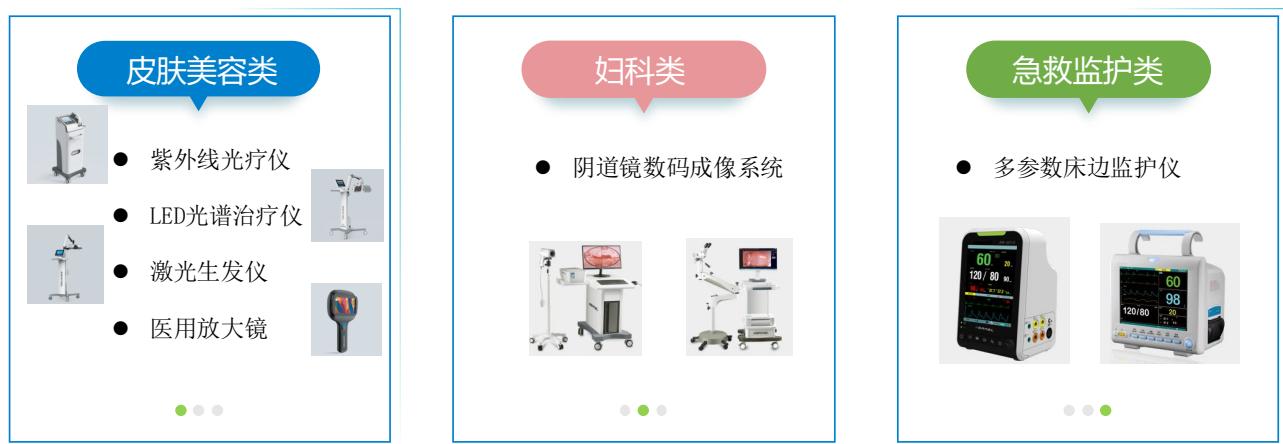 皮肤美容类
紫外线光疗仪
LED光谱治疗仪
激光生发仪
医用放大镜
妇科类
阴道镜数码成像系统
急救监护类
多参数床边监护仪
60
20
120/80
90
60
98
120/80
20